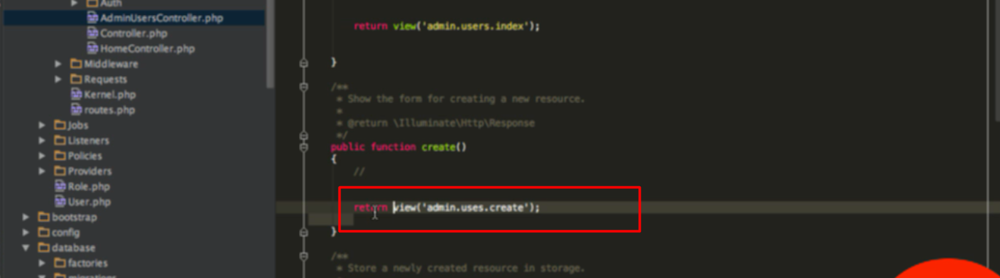 Auth
AdminUsersController.php
Controller.php
HomeController.php
Middleware
Requests
Kernel.php
routes.php
Jobs
Listeners
Policies
Providers
Role.php
User.php
bootstrap
config
database
factories
migrations
return view('admin.users.index');
}
/**
* Show the form for creating a new resource.
*
* @return \Illuminate\Http\Response
*/
public function create()
{
//
return view('admin.uses.create');
}
/**
* Store a newly created resource in storage.